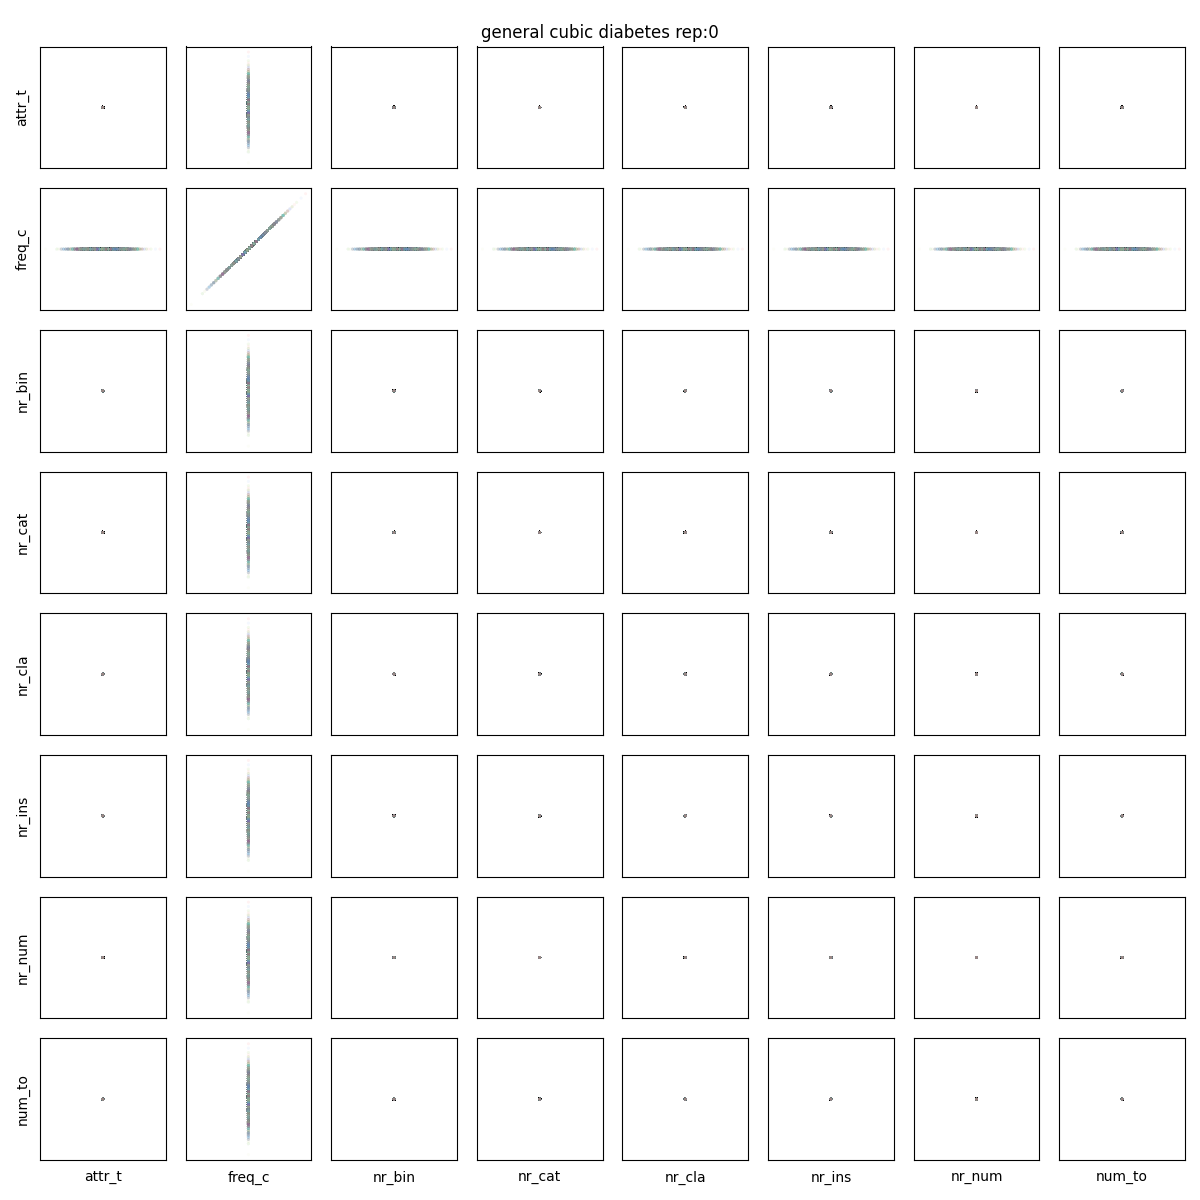 general cubic diabetes rep:0
attr_t
freq_c
nr_bin
nr_cat
nr_cla
nr_ins
nr_num
num_to
attr_t freq_c nr_bin nr_cat nr_cla nr_ins nr_num num_to